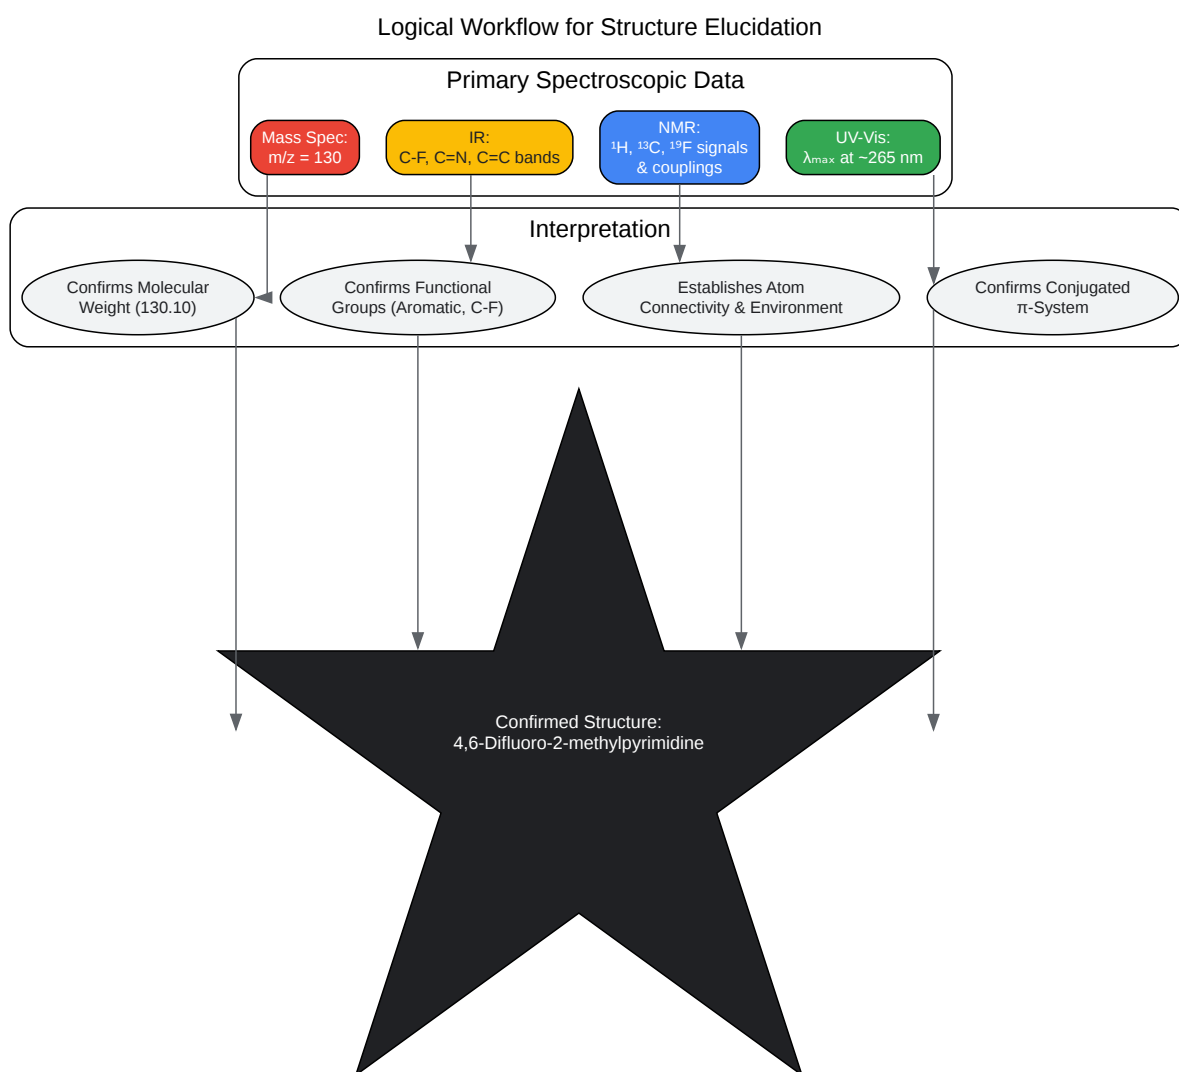 Logical Workflow for Structure Elucidation
Primary Spectroscopic Data
Mass Spec:
m/z = 130
IR:
C-F, C=N, C=C bands
NMR:
¹H, ¹³C, ¹⁹F signals
& couplings
UV-Vis:
λₘₐₓ at ~265 nm
Interpretation
Confirms Molecular
Weight (130.10)
Confirms Functional
Groups (Aromatic, C-F)
Establishes Atom
Connectivity & Environment
Confirms Conjugated
π-System
Confirmed Structure:
4,6-Difluoro-2-methylpyrimidine